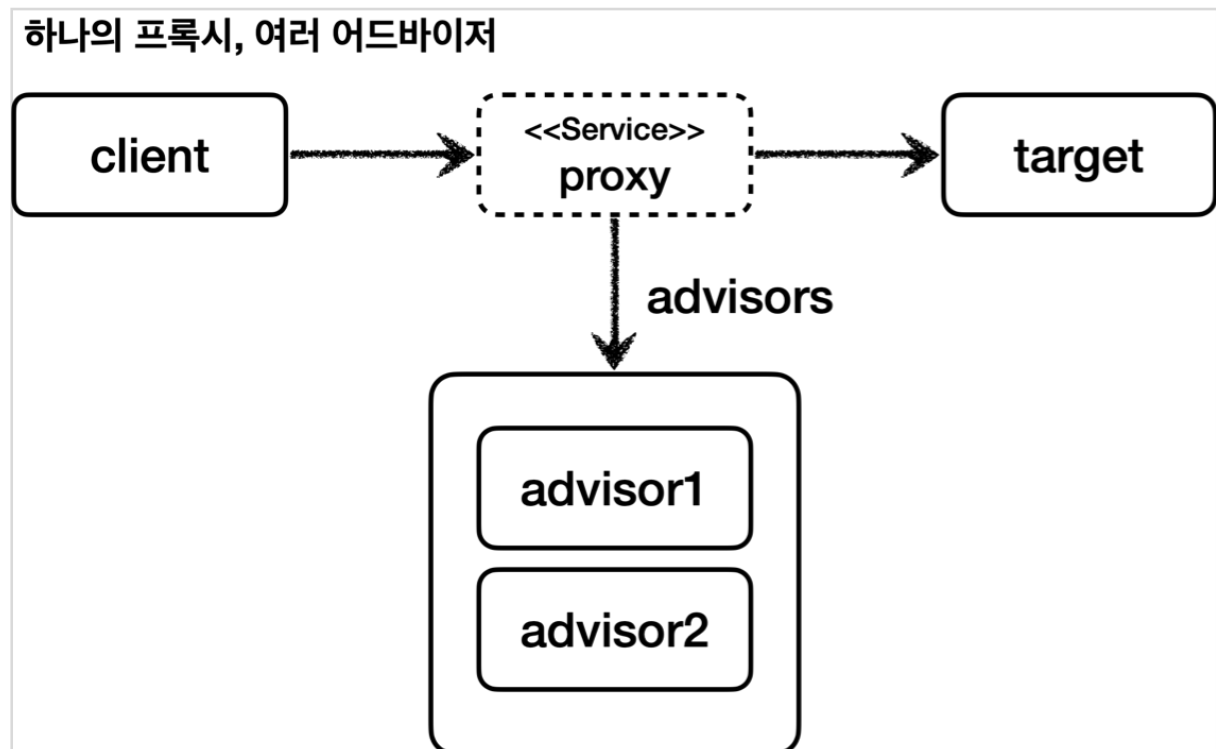 하나의 프록시, 여러 어드바이저
client
<<Service>>
proxy
target
advisors
advisor1
advisor2